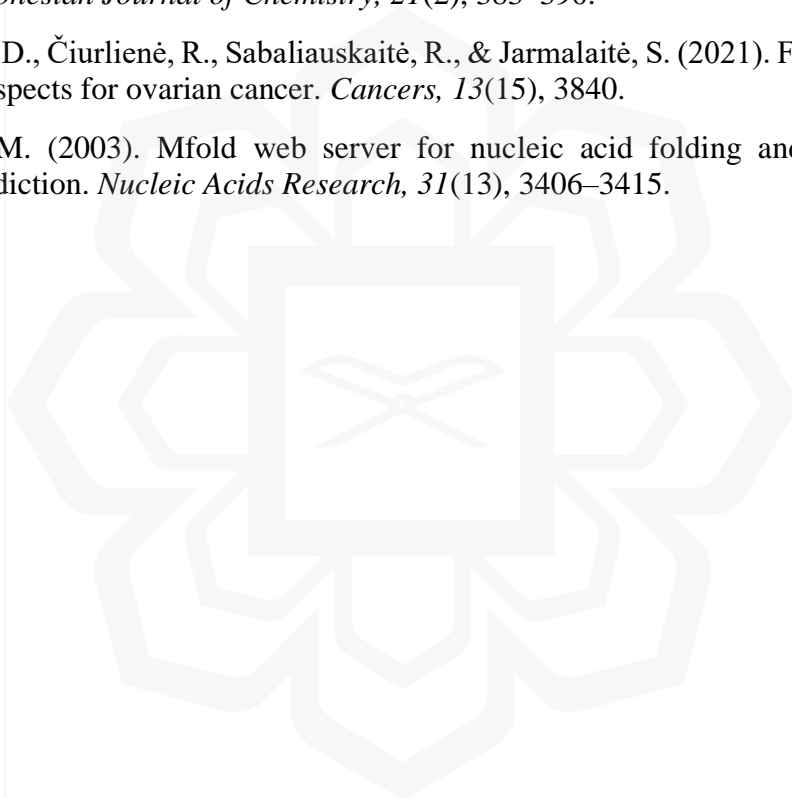 onesian Journal of Chemistry, 21(2), 383–390.
D., Čiurlienė, R., Sabaliauskaitė, R., & Jarmalaitė, S. (2021). F
spects for ovarian cancer. Cancers, 13(15), 3840.
M. (2003). Mfold web server for nucleic acid folding and
diction. Nucleic Acids Research, 31(13), 3406–3415.